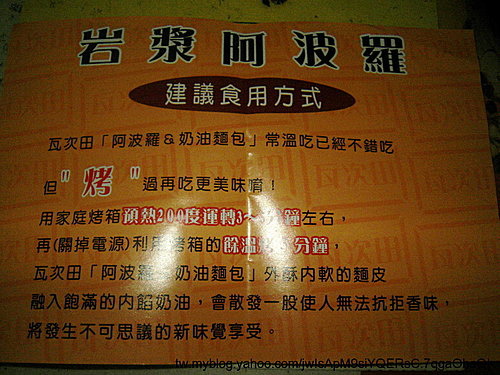 岩漿阿波羅
建議食用方式
瓦次田「阿波羅&奶油麵包」常溫吃已經不錯吃
但"烤"過再吃更美味唷！
用家庭烤箱預熱200度運轉3~分鐘左右，
再(關掉電源)利用烤箱的餘溫分鐘，
瓦次田「阿波羅&奶油麵包」外酥內軟的麵皮
融入飽滿的內餡奶油，會散發一股使人無法抗拒香味，
將發生不可思議的新味覺享受。